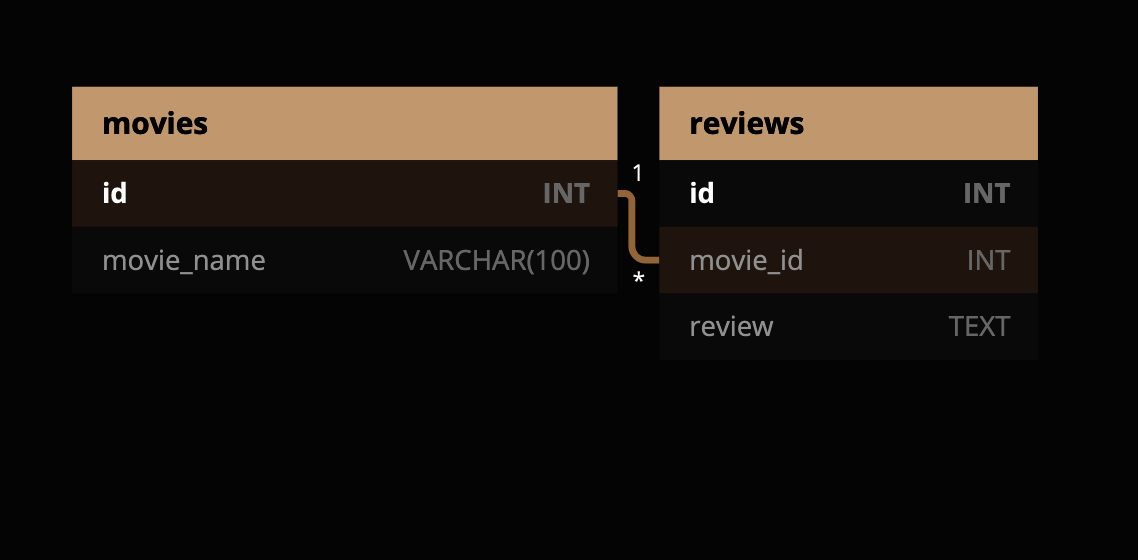 movies
id INT
movie_name VARCHAR(100)
1
*
reviews
id INT
movie_id INT
review TEXT